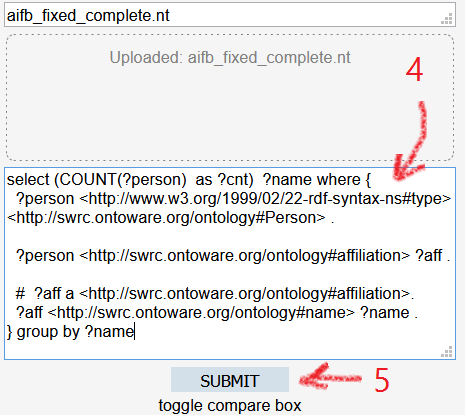 aifb_fixed_complete.nt
Uploaded: aifb_fixed_complete.nt
4
select (COUNT(?person)  as ?cnt)  ?name where {
  ?person <http://www.w3.org/1999/02/22-rdf-syntax-ns#type>
<http://swrc.ontoware.org/ontology#Person> .
  ?person <http://swrc.ontoware.org/ontology#affiliation> ?aff .
  #  ?aff a <http://swrc.ontoware.org/ontology#affiliation>.
  ?aff <http://swrc.ontoware.org/ontology#name> ?name .
} group by ?name
SUBMIT
5
toggle compare box